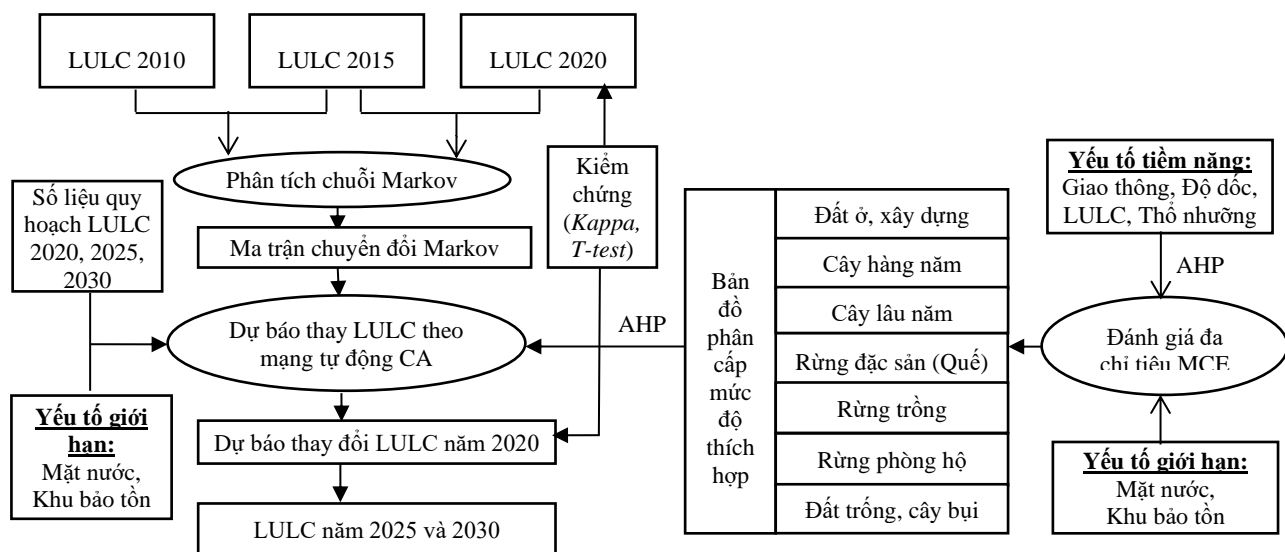 LULC 2010
LULC 2015
LULC 2020
Phân tích chuỗi Markov
Số liệu quy
hoạch LULC
2020, 2025,
2030
Ma trận chuyển đổi Markov
Kiểm
chứng
(Kappa,
T-test)
Dự báo thay LULC theo
mạng tự động CA
AHP
Yếu tố giới
hạn:
Mặt nước,
Khu bảo tồn
Dự báo thay đổi LULC năm 2020
LULC năm 2025 và 2030
Bản
đồ
phân
cấp
mức
độ
thích
hợp
Đất ở, xây dựng
Cây hàng năm
Cây lâu năm
Rừng đặc sản (Quế)
Rừng trồng
Rừng phòng hộ
Đất trống, cây bụi
Yếu tố tiềm năng:
Giao thông, Độ dốc,
LULC, Thổ nhưỡng
AHP
Đánh giá đa
chỉ tiêu MCE
Yếu tố giới hạn:
Mặt nước,
Khu bảo tồn